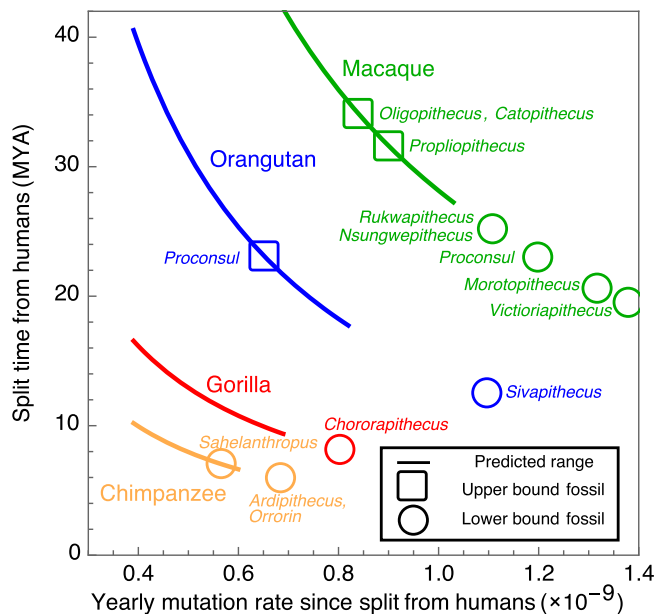 40
30
20
10
0
Split time from humans (MYA)
Macaque
Oligopithecus, Catopithecus
Propliopithecus
Orangutan
Rukwapithecus
Nsungwepithecus
Proconsul
Proconsul
Morotopithecus
Victioriapithecus
Gorilla
Sivapithecus
Chororapithecus
Sahelanthropus
Chimpanzee
Ardipithecus,
Orrorin
Predicted range
Upper bound fossil
Lower bound fossil
0.4 0.6 0.8 1.0 1.2 1.4
Yearly mutation rate since split from humans (×10⁻⁹)